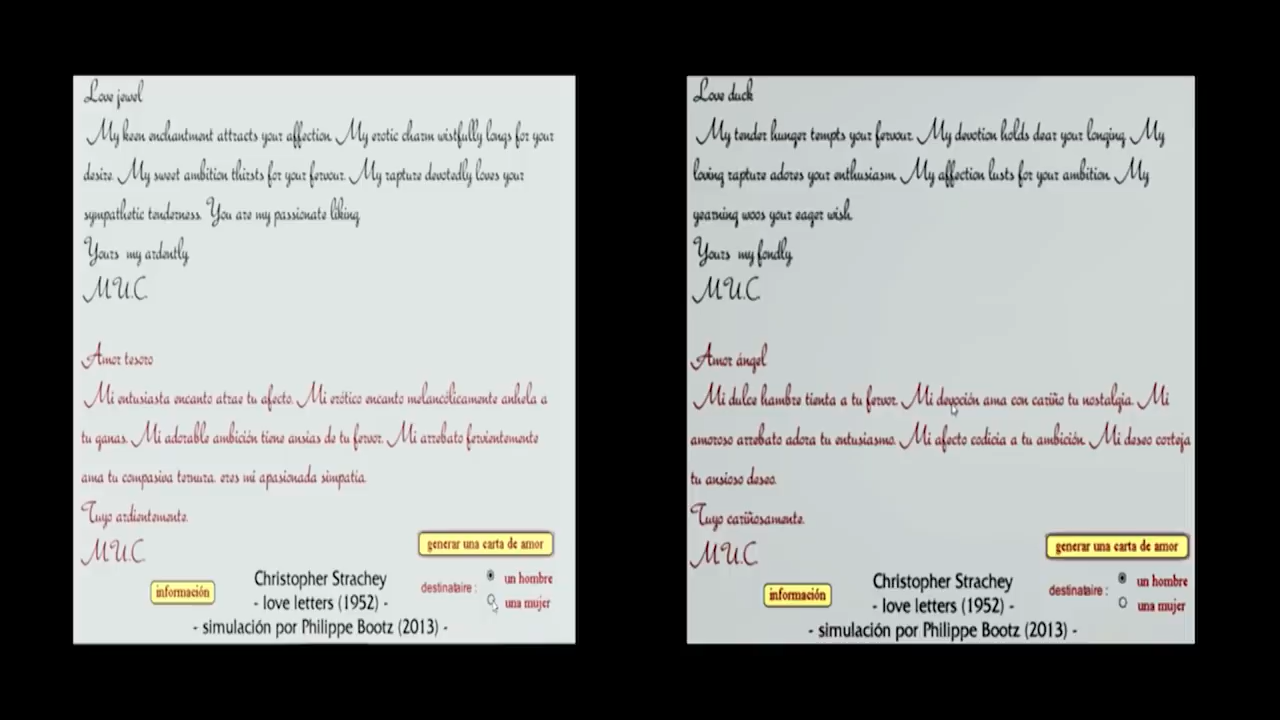 Love jewel
My keen enchantment attracts your affection. My erotic charm wistfully longs for your
desire. My sweet ambition thirsts for your fervour. My rapture devotedly loves your
sympathetic tenderness. You are my passionate liking.
Yours my ardently.
M.U.C.
Amor tesoro
Mi entusiasta encanto atrae tu afecto. Mi erótico encanto melancólicamente anhela a
tu ganas. Mi adorable ambición tiene ansias de tu fervor. Mi arrebato fervientemente
ama tu compasiva ternura. eres mi apasionada simpatía.
Tuyo ardientemente.
M.U.C.
generar una carta de amor
información
Christopher Strachey
- love letters (1952) -
- simulación por Philippe Bootz (2013) -
destinataire :
un hombre
una mujer
Love duck
My tender hunger tempts your fervour. My devotion holds dear your longing. My
loving rapture adores your enthusiasm. My affection lusts for your ambition. My
yearning woos your eager wish.
Yours my fondly.
M.U.C.
Amor ángel
Mi dulce hambre tienta a tu fervor. Mi devoción ama con cariño tu nostalgia. Mi
amoroso arrebato adora tu entusiasmo. Mi afecto codicia a tu ambición. Mi deseo corteja
tu ansioso deseo.
Tuyo cariñosamente.
M.U.C.
generar una carta de amor
información
Christopher Strachey
- love letters (1952) -
- simulación por Philippe Bootz (2013) -
destinataire :
un hombre
una mujer